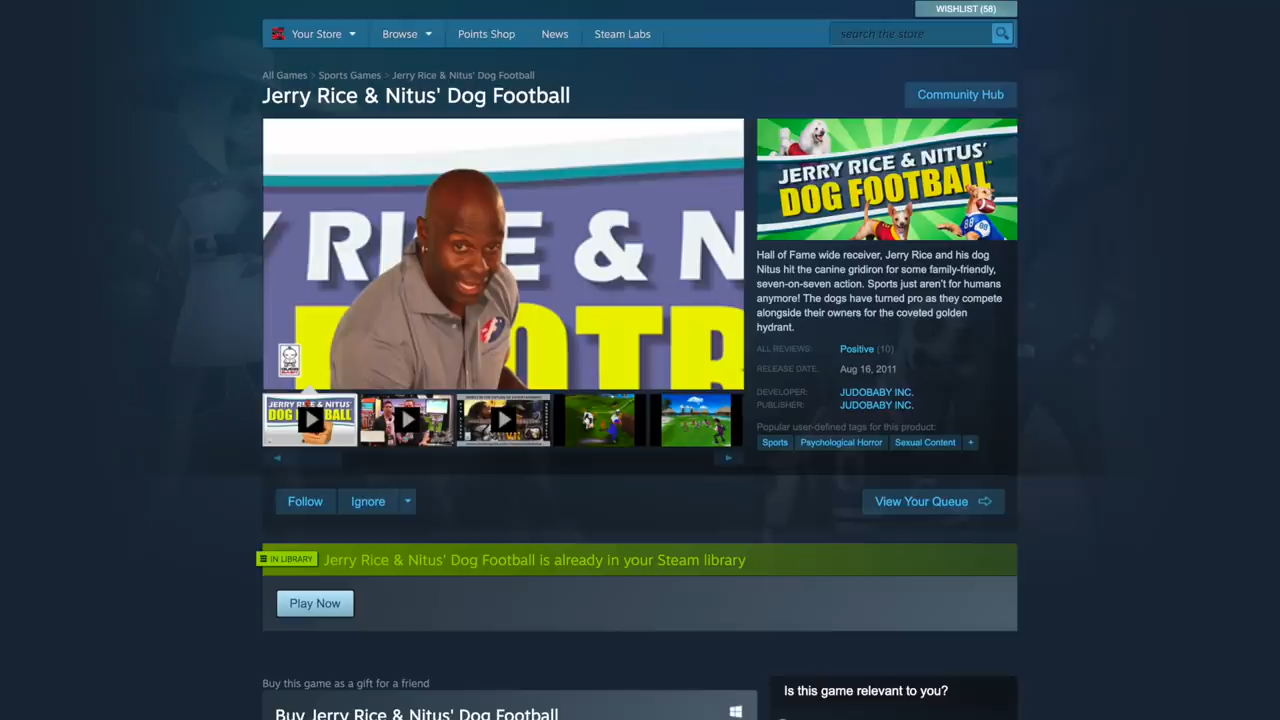 WISHLIST (58)
Your Store
Browse
Points Shop
News
Steam Labs
search the store
All Games > Sports Games > Jerry Rice & Nitus' Dog Football
Jerry Rice & Nitus' Dog Football
Community Hub
Y RICE & N
OTB
JERRY RICE & NITUS'
DOG FOOTBALL™
Hall of Fame wide receiver, Jerry Rice and his dog
Nitus hit the canine gridiron for some family-friendly,
seven-on-seven action. Sports just aren't for humans
anymore! The dogs have turned pro as they compete
alongside their owners for the coveted golden
hydrant.
ALL REVIEWS:
Positive (10)
RELEASE DATE:
Aug 16, 2011
DEVELOPER:
JUDOBABY INC.
PUBLISHER:
JUDOBABY INC.
Popular user-defined tags for this product:
Sports
Psychological Horror
Sexual Content
+
JERRY RICE & NITUS'
DOG FOOTBALL
Follow
Ignore
View Your Queue
IN LIBRARY
Jerry Rice & Nitus' Dog Football is already in your Steam library
Play Now
Buy this game as a gift for a friend
Buy Jerry Rice & Nitus' Dog Football
Is this game relevant to you?